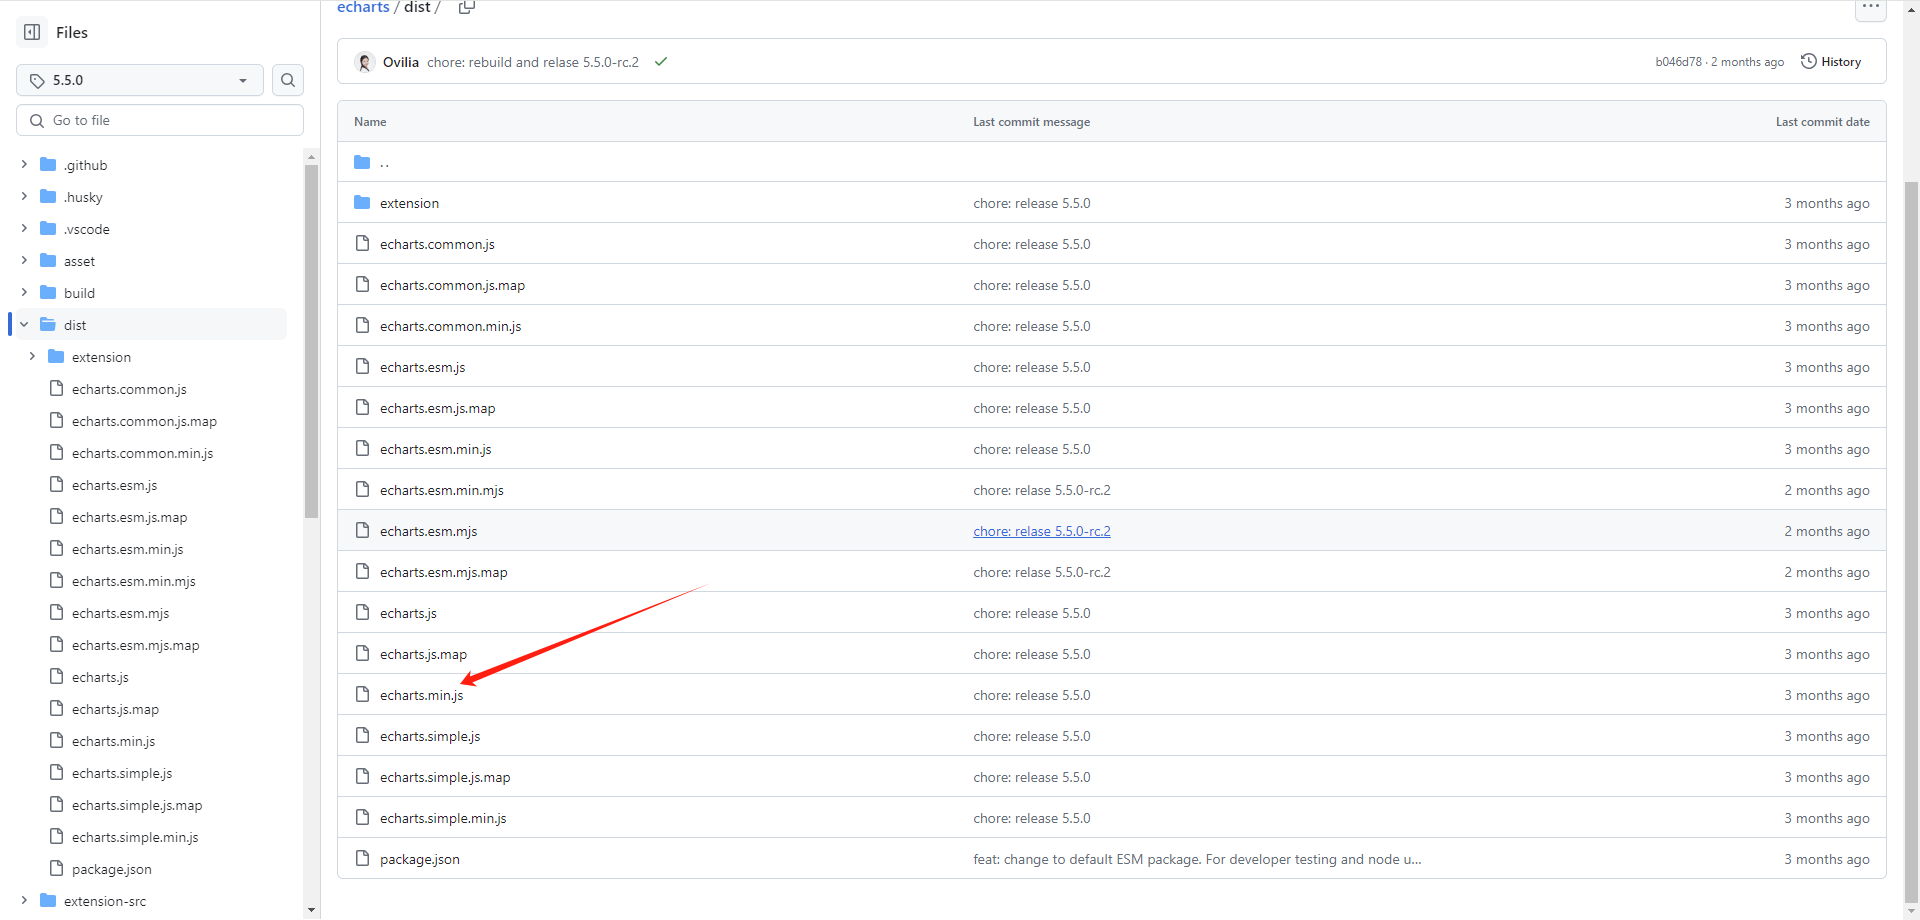 Files
5.5.0
Go to file
.github
.husky
.vscode
asset
build
dist
extension
echarts.common.js
echarts.common.js.map
echarts.common.min.js
echarts.esm.js
echarts.esm.js.map
echarts.esm.min.js
echarts.esm.min.mjs
echarts.esm.mjs
echarts.esm.mjs.map
echarts.js
echarts.js.map
echarts.min.js
echarts.simple.js
echarts.simple.js.map
echarts.simple.min.js
package.json
extension-src
echarts / dist /
Ovilia chore: rebuild and relase 5.5.0-rc.2 b046d78 · 2 months ago History
Name Last commit message Last commit date
..
extension chore: release 5.5.0 3 months ago
echarts.common.js chore: release 5.5.0 3 months ago
echarts.common.js.map chore: release 5.5.0 3 months ago
echarts.common.min.js chore: release 5.5.0 3 months ago
echarts.esm.js chore: release 5.5.0 3 months ago
echarts.esm.js.map chore: release 5.5.0 3 months ago
echarts.esm.min.js chore: release 5.5.0 3 months ago
echarts.esm.min.mjs chore: relase 5.5.0-rc.2 2 months ago
echarts.esm.mjs chore: relase 5.5.0-rc.2 2 months ago
echarts.esm.mjs.map chore: relase 5.5.0-rc.2 2 months ago
echarts.js chore: release 5.5.0 3 months ago
echarts.js.map chore: release 5.5.0 3 months ago
echarts.min.js chore: release 5.5.0 3 months ago
echarts.simple.js chore: release 5.5.0 3 months ago
echarts.simple.js.map chore: release 5.5.0 3 months ago
echarts.simple.min.js chore: release 5.5.0 3 months ago
package.json feat: change to default ESM package. For developer testing and node u... 3 months ago